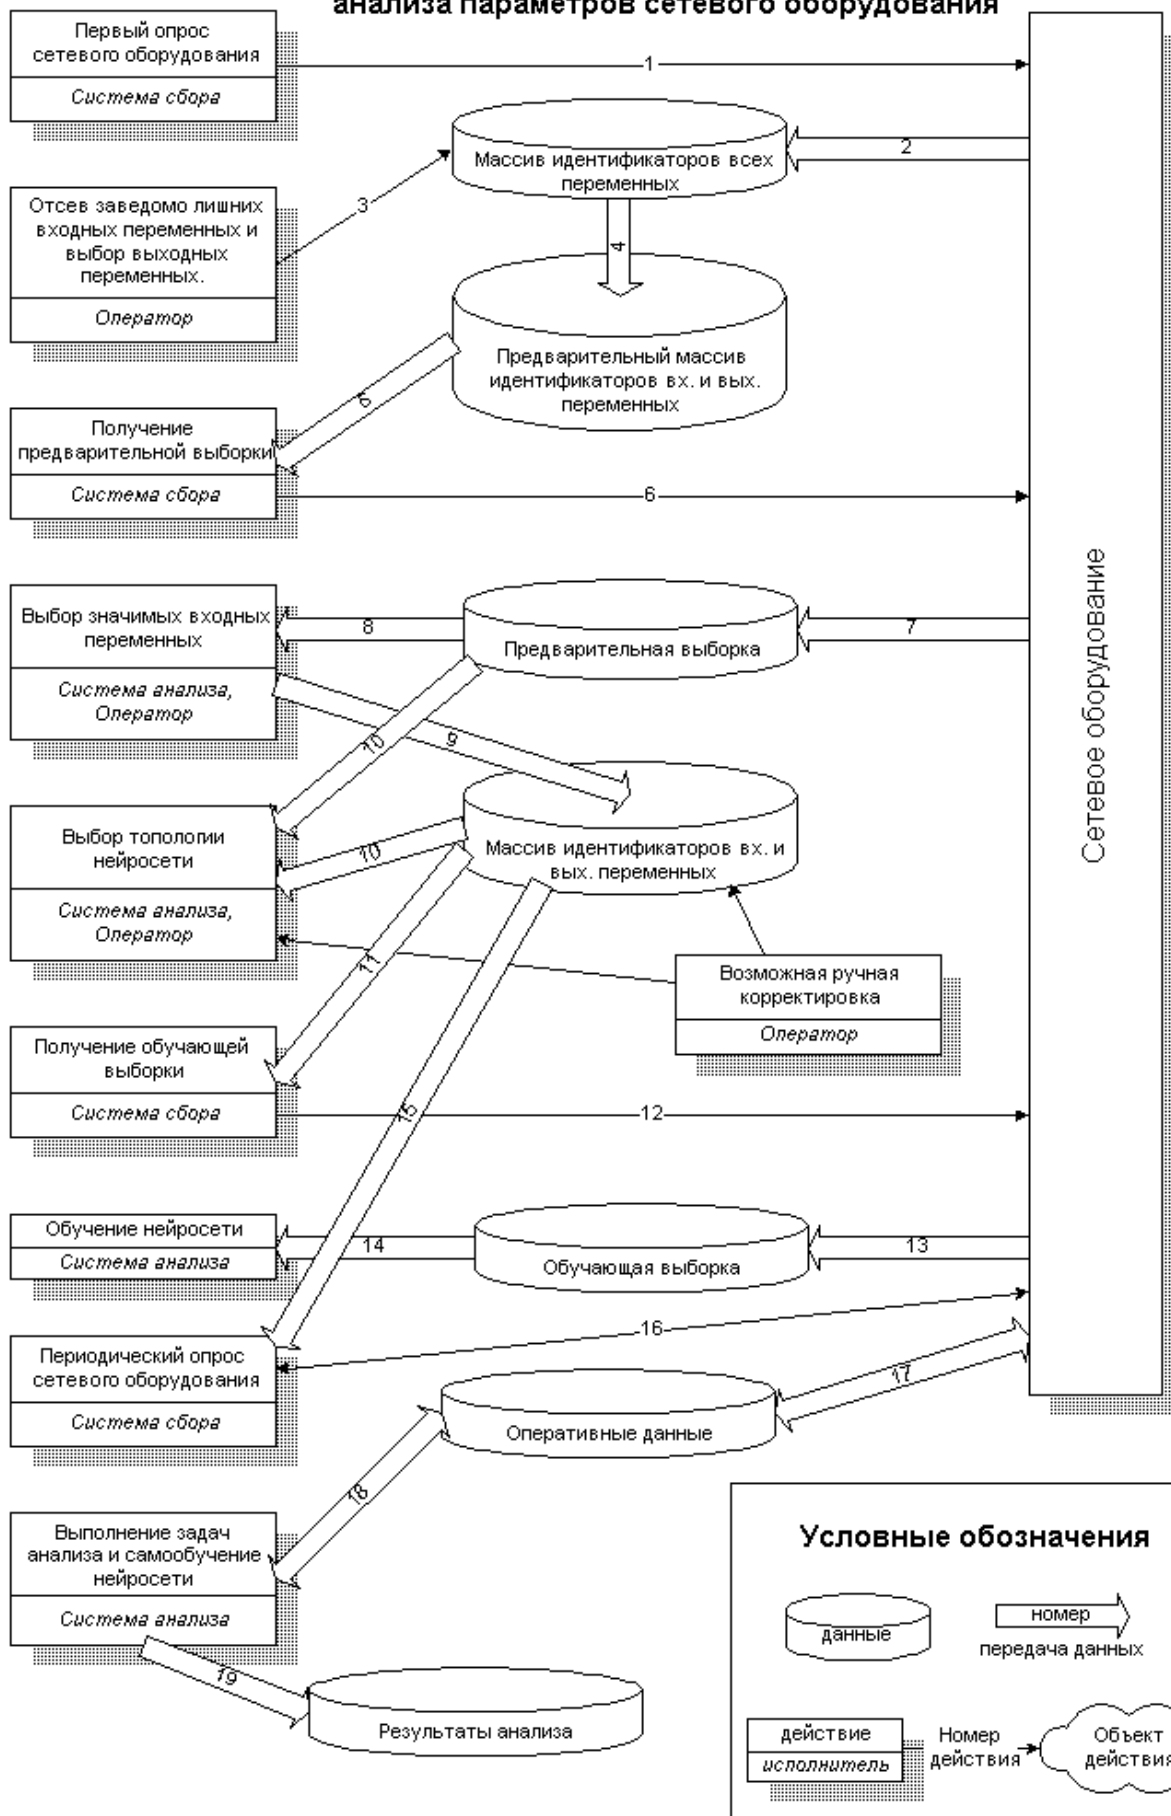 анализа параметров сетевого оборудования
Первый опрос
сетевого оборудования
Система сбора
1
2
Массив идентификаторов всех
переменных
3
Отсев заведомо лишних
входных переменных и
выбор выходных
переменных.
Оператор
4
Предварительный массив
идентификаторов вх. и вых.
переменных
5
Получение
предварительной выборки
Система сбора
6
Сетевое оборудование
Выбор значимых входных
переменных
Система анализа,
Оператор
8
Предварительная выборка
7
9
10
Выбор топологии
нейросети
Система анализа,
Оператор
10
Массив идентификаторов вх. и
вых. переменных
11
Возможная ручная
корректировка
Оператор
Получение обучающей
выборки
Система сбора
15
12
Обучение нейросети
Система анализа
14
Обучающая выборка
13
16
Периодический опрос
сетевого оборудования
Система сбора
17
Оперативные данные
18
Выполнение задач
анализа и самообучение
нейросети
Система анализа
19
Результаты анализа
Условные обозначения
данные
номер
передача данных
действие
исполнитель
Номер
действия
Объект
действия